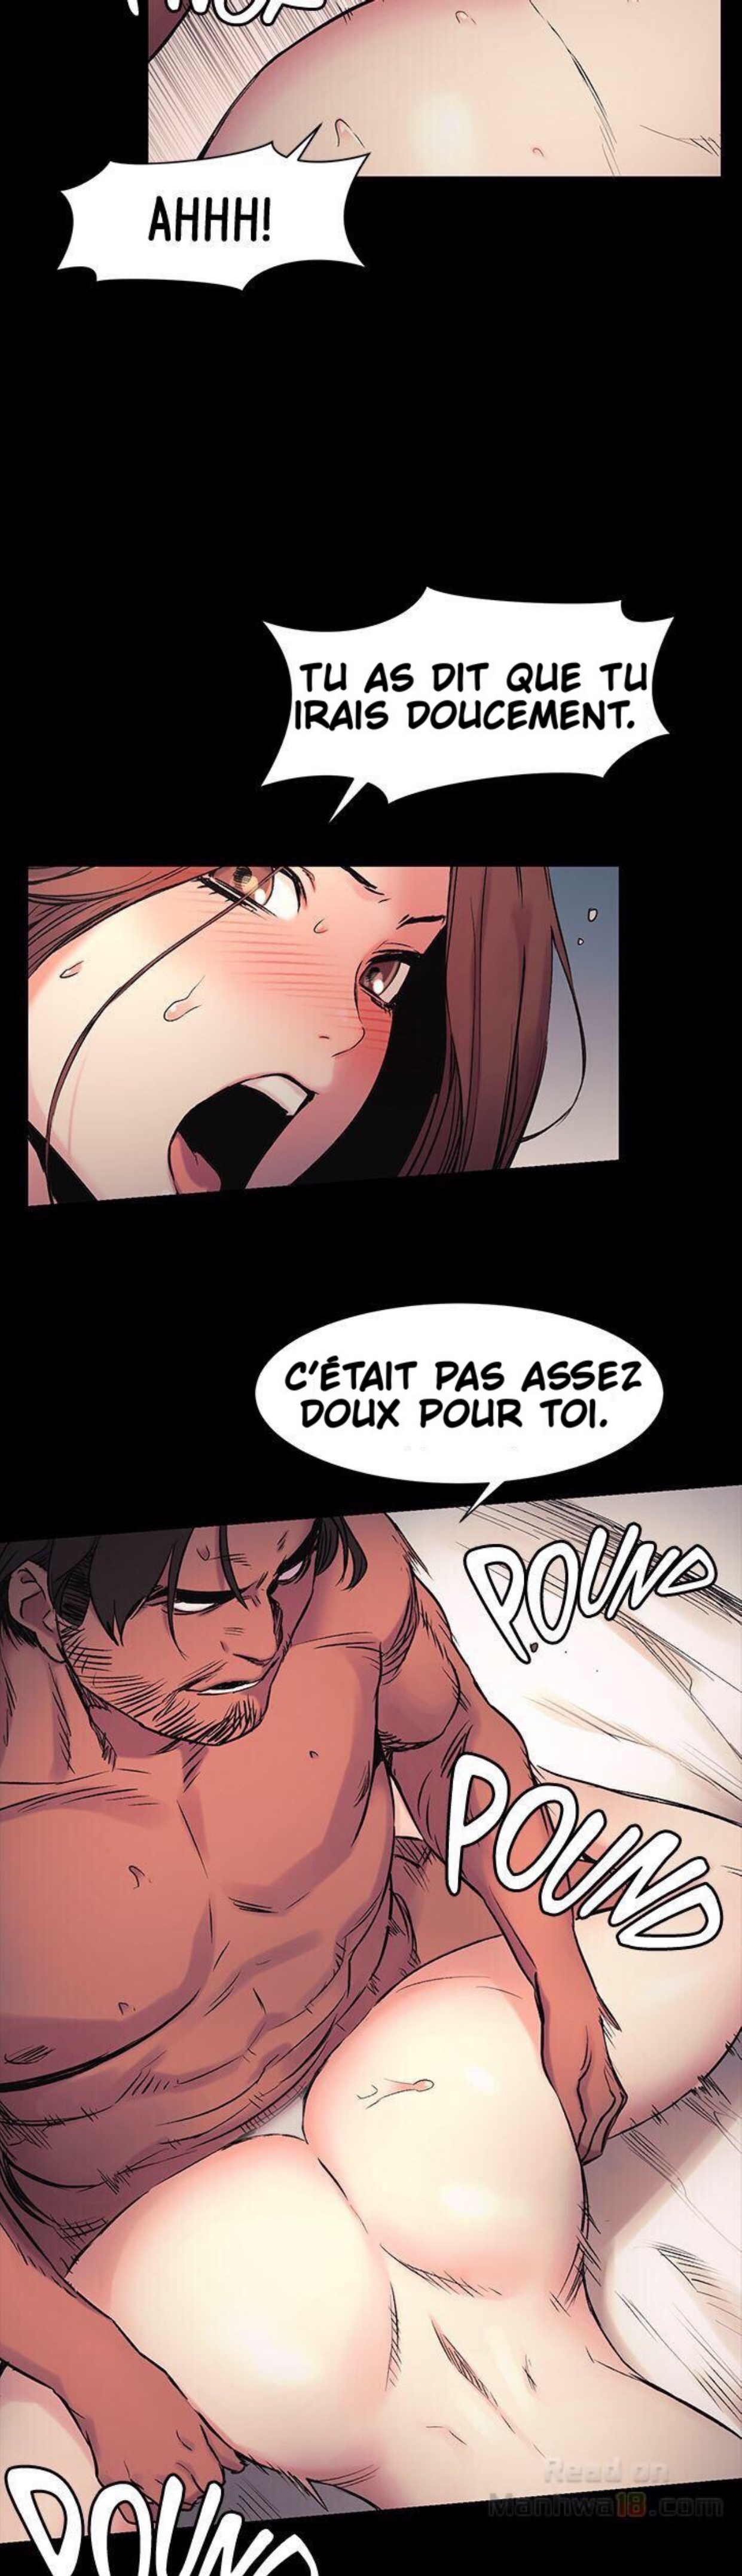 AHHH!
TU AS DIT QUE TU
IRAIS DOUCEMENT.
C'ÉTAIT PAS ASSEZ
DOUX POUR TOI.
POUND
POUND
Read on
Manhwa18.com
POUND